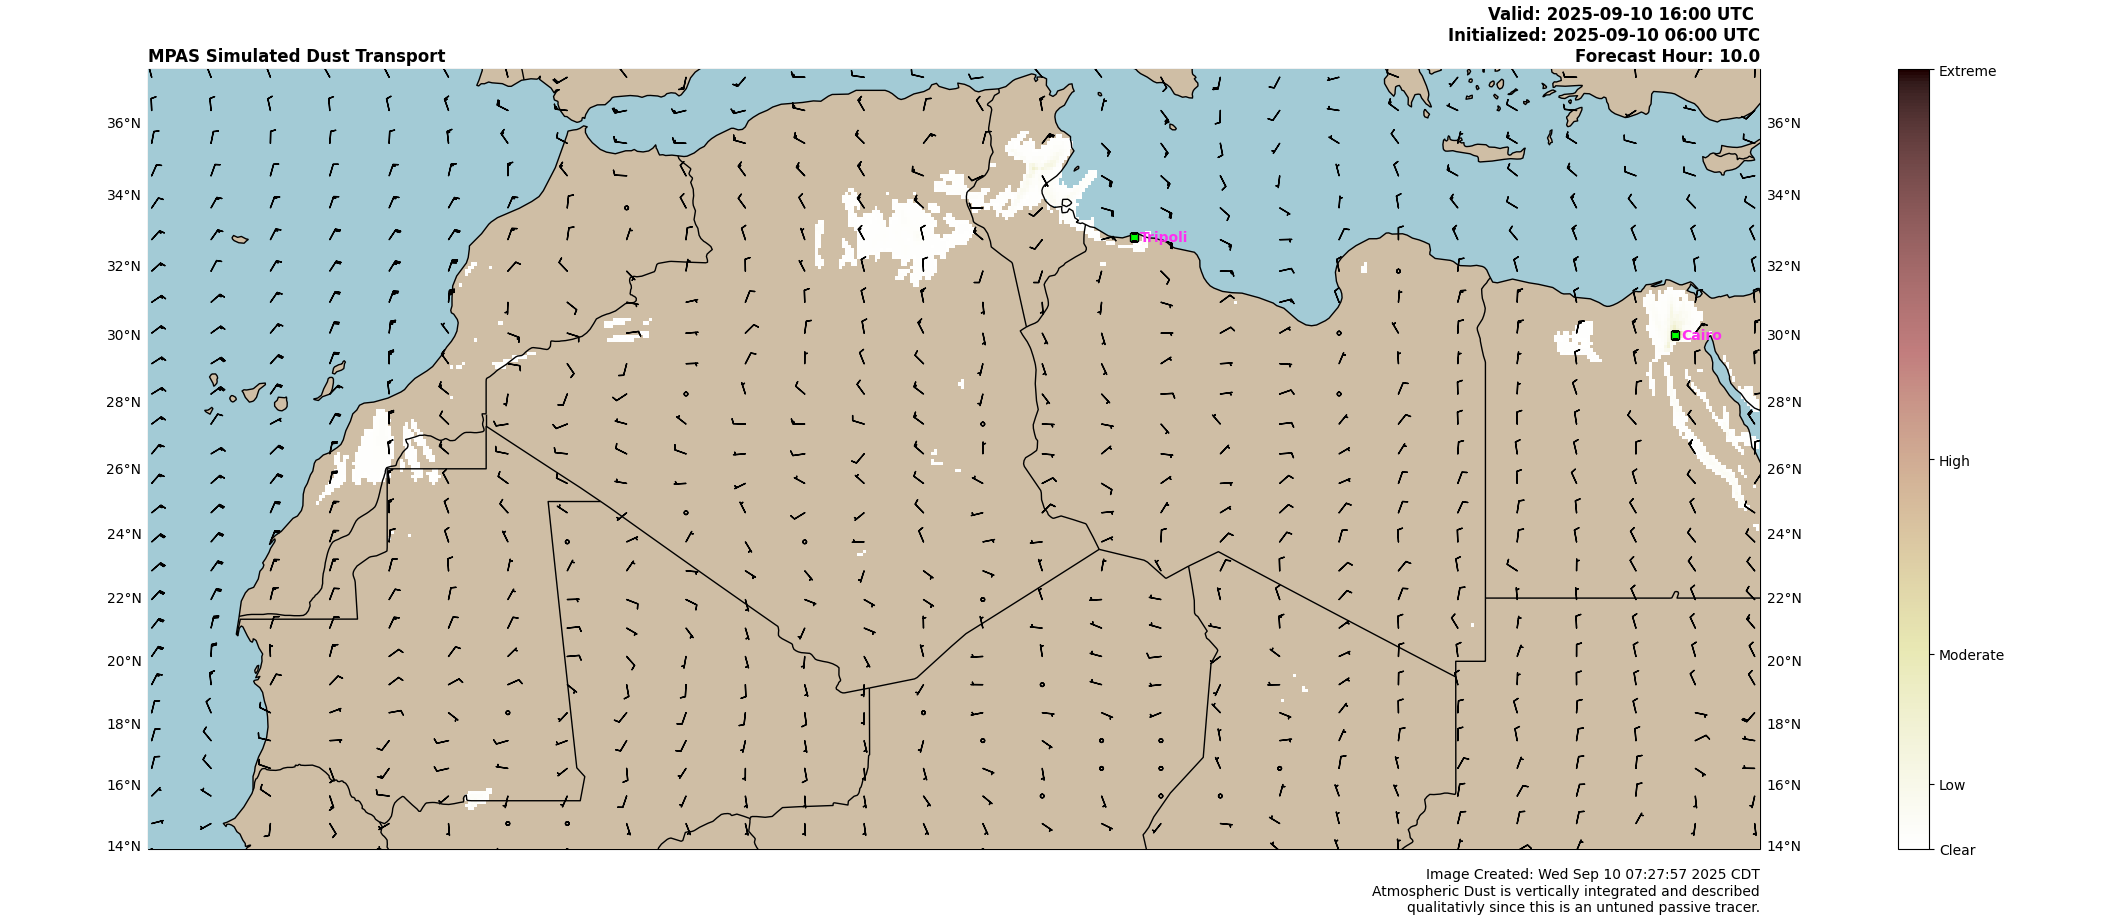 Valid: 2025-09-10 16:00 UTC
Initialized: 2025-09-10 06:00 UTC
MPAS Simulated Dust Transport
Forecast Hour: 10.0
Extreme
36°N
36°N
34°N
34°N
Tripoli
32°N
32°N
30°N
Cairo
30°N
28°N
28°N
High
26°N
26°N
24°N
24°N
22°N
22°N
20°N
20°N
Moderate
18°N
18°N
16°N
16°N
Low
14°N
14°N
Clear
Image Created: Wed Sep 10 07:27:57 2025 CDT
Atmospheric Dust is vertically integrated and described
qualitativly since this is an untuned passive tracer.